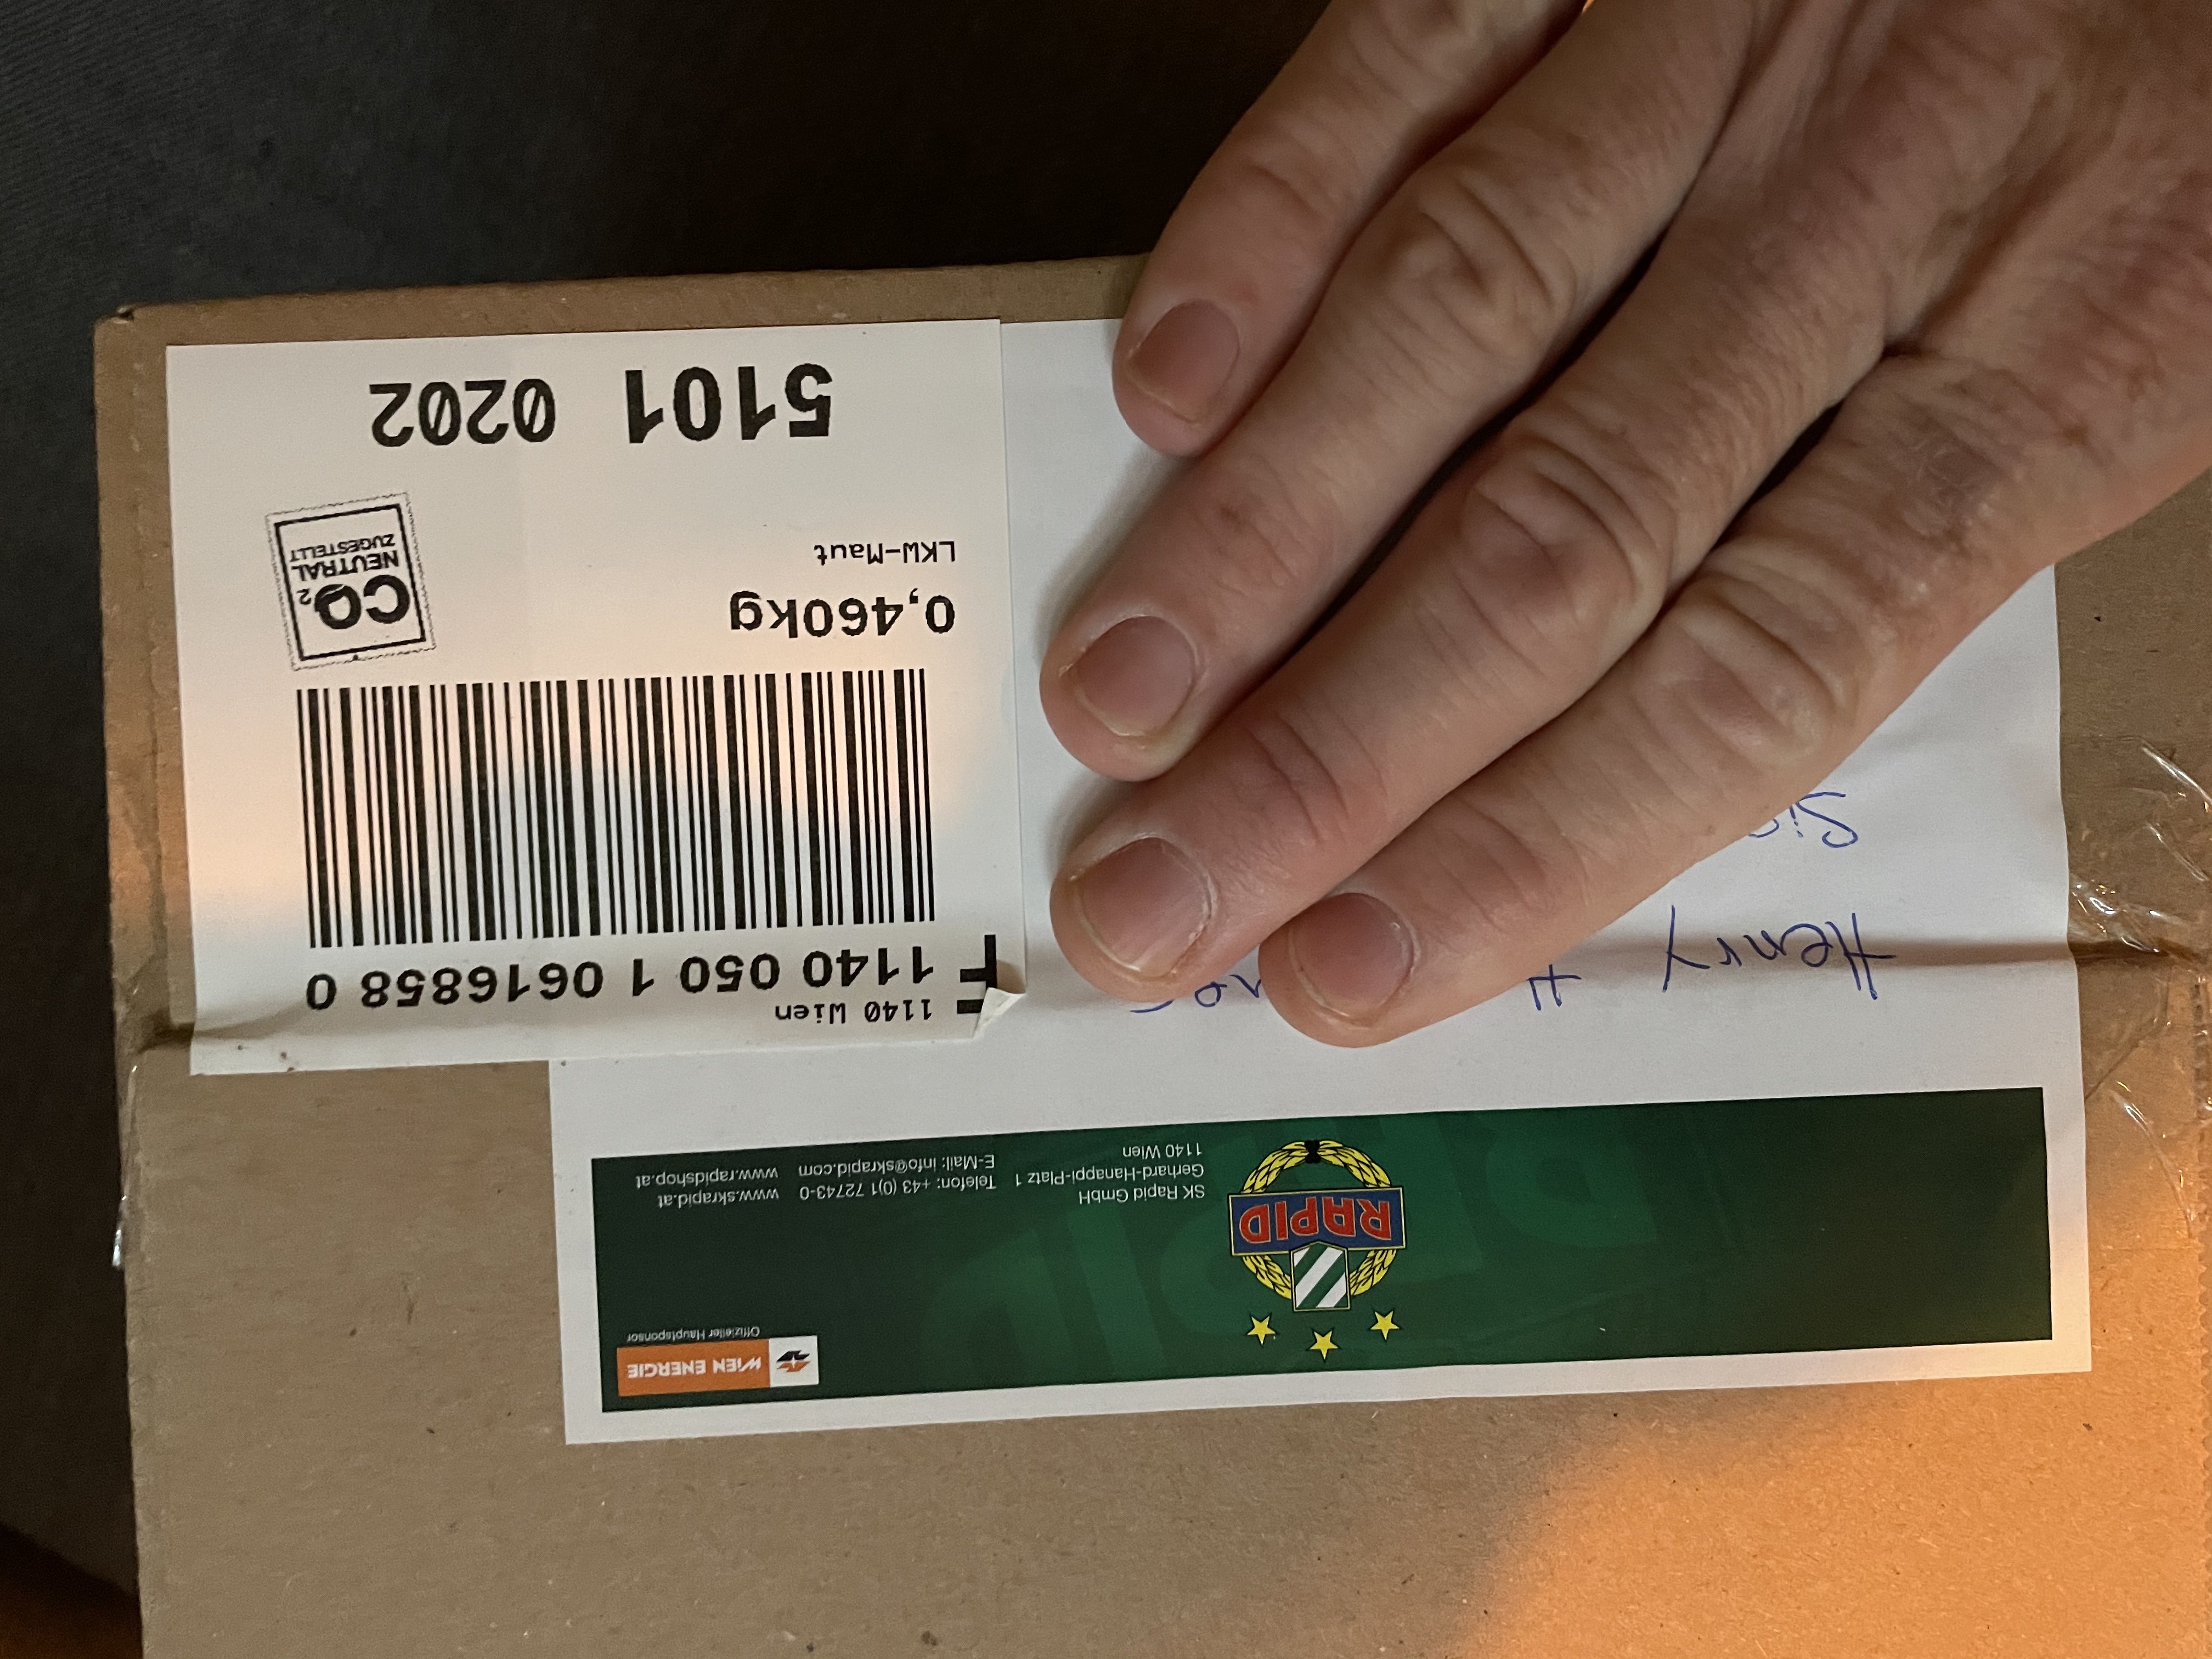 WIEN ENERGIE
Offizieller Hauptsponsor
RAPID
SK Rapid GmbH
Gerhard-Hanappi-Platz 1
1140 Wien
Telefon: +43 (0)1 72743-0
E-Mail: info@skrapid.com
www.skrapid.at
www.rapidshop.at
Henry
1140 Wien
F 1140 050 1 0616858 0
0,460kg
LKW-Maut
CO2
NEUTRAL
ZUGESTELLT
5101 0202